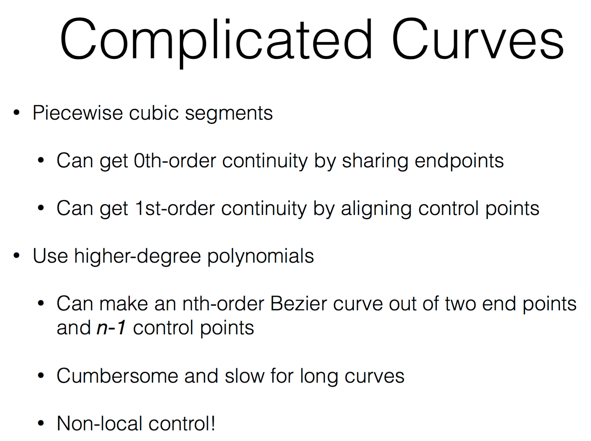 Complicated Curves
• Piecewise cubic segments
• Can get 0th-order continuity by sharing endpoints
• Can get 1st-order continuity by aligning control points
• Use higher-degree polynomials
• Can make an nth-order Bezier curve out of two end points
and n-1 control points
• Cumbersome and slow for long curves
• Non-local control!